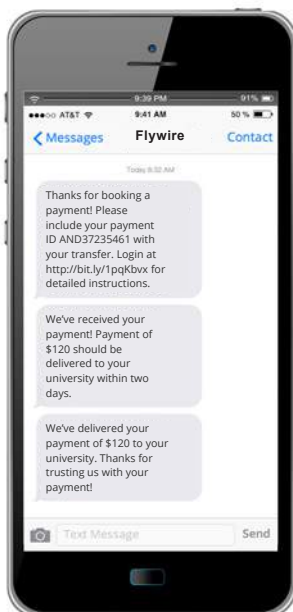 9:39 PM
91%
AT&T
9:41 AM
50 %
Messages
Flywire
Contact
Today 8:32 AM
Thanks for booking a
payment! Please
include your payment
ID AND37235461 with
your transfer. Login at
http://bit.ly/1pqKbvx for
detailed instructions.
We've received your
payment! Payment of
$120 should be
delivered to your
university within two
days.
We've delivered your
payment of $120 to your
university. Thanks for
trusting us with your
payment!
Text Message
Send